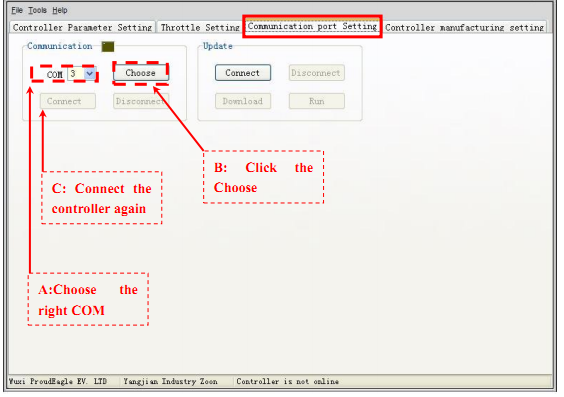 File Tools Help
Controller Parameter Setting Throttle Setting Communication port Setting Controller manufacturing setting
Communication Update
COM 3 Choose Connect Disconnect
Connect Disconnect Download Run
B: Click the
Choose
C: Connect the
controller again
A:Choose the
right COM
Wuxi ProudEagle EV. LTD Yangjian Industry Zoon Controller is not online